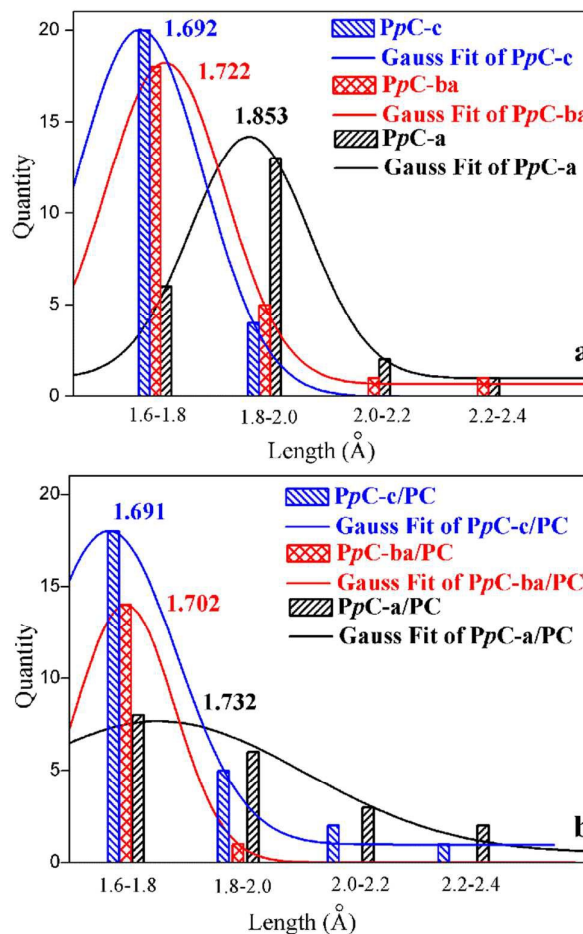 20
15
10
5
0
Quantity
1.692
1.722
1.853
PpC-c
Gauss Fit of PpC-c
PpC-ba
Gauss Fit of PpC-ba
PpC-a
Gauss Fit of PpC-a
a
1.6-1.8 1.8-2.0 2.0-2.2 2.2-2.4
Length (Å)
20
15
10
5
0
Quantity
1.691
1.702
1.732
PpC-c/PC
Gauss Fit of PpC-c/PC
PpC-ba/PC
Gauss Fit of PpC-ba/PC
PpC-a/PC
Gauss Fit of PpC-a/PC
b
1.6-1.8 1.8-2.0 2.0-2.2 2.2-2.4
Length (Å)